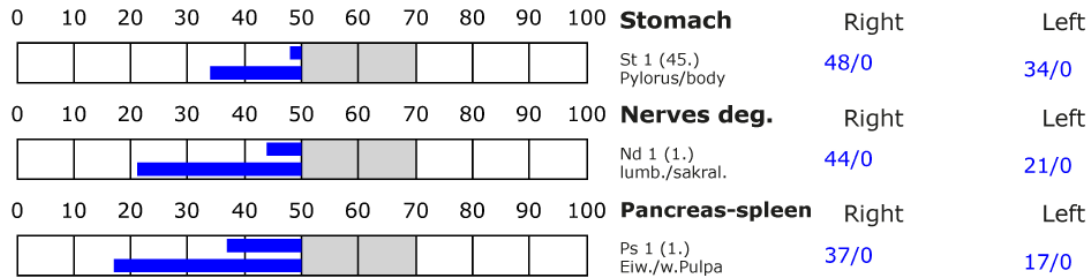 0 10 20 30 40 50 60 70 80 90 100 Stomach Right Left
St 1 (45.) 48/0 34/0
Pylorus/body
0 10 20 30 40 50 60 70 80 90 100 Nerves deg. Right Left
Nd 1 (1.) 44/0 21/0
lumb./sakral.
0 10 20 30 40 50 60 70 80 90 100 Pancreas-spleen Right Left
Ps 1 (1.) 37/0 17/0
Eiw./w.Pulpa